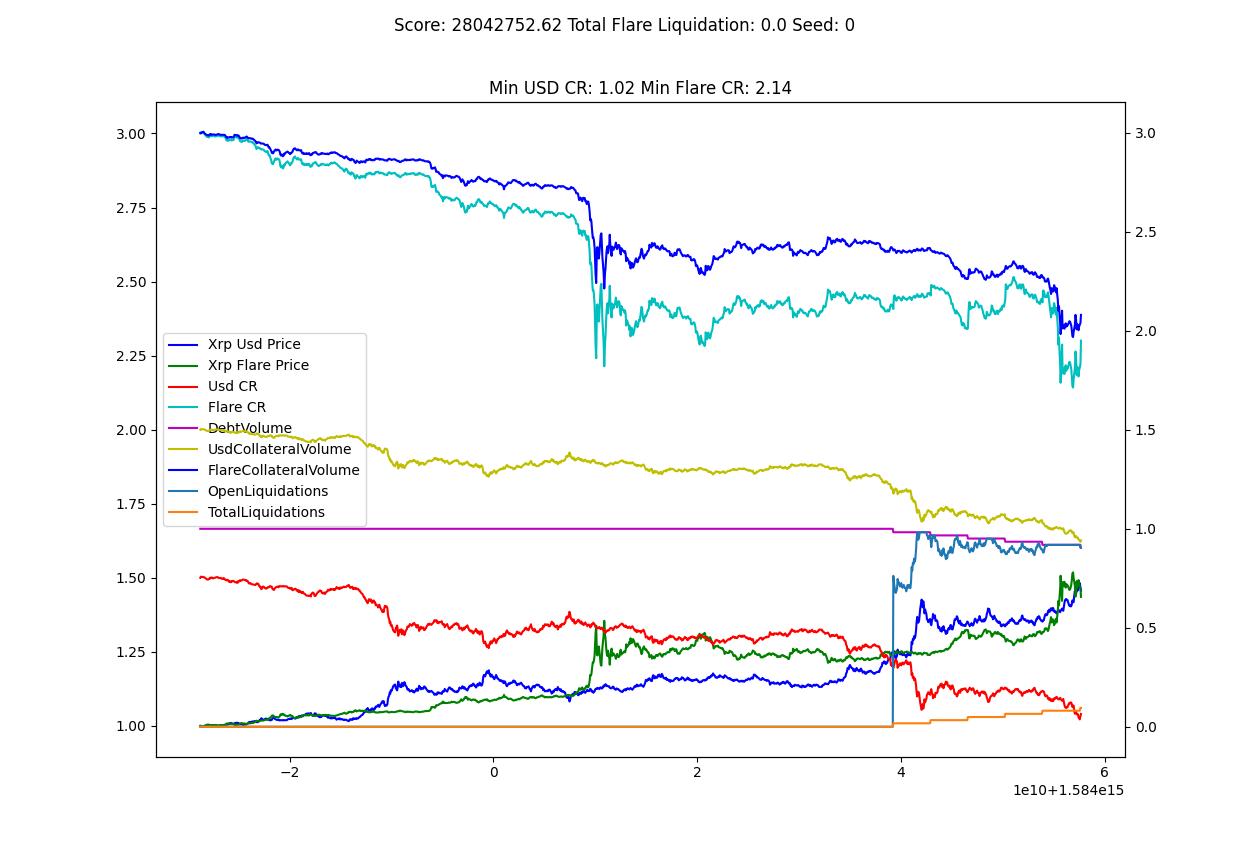 Score: 28042752.62 Total Flare Liquidation: 0.0 Seed: 0
Min USD CR: 1.02 Min Flare CR: 2.14
3.00
2.75
2.50
2.25
2.00
1.75
1.50
1.25
1.00
Xrp Usd Price
Xrp Flare Price
Usd CR
Flare CR
DebtVolume
UsdCollateralVolume
FlareCollateralVolume
OpenLiquidations
TotalLiquidations
3.0
2.5
2.0
1.5
1.0
0.5
0.0
−2 0 2 4 6
1e10+1.584e15